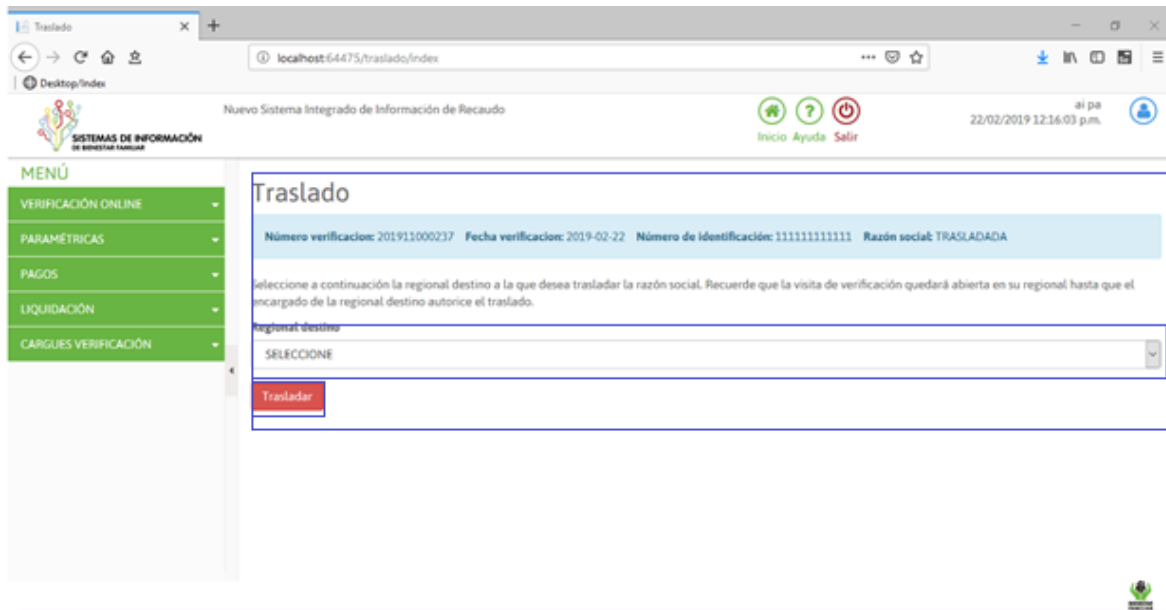 Traslado
localhost:64475/traslado/index
Desktop/Index
SISTEMAS DE INFORMACIÓN
DE BIENESTAR FAMILIAR
Nuevo Sistema Integrado de Información de Recaudo
Inicio Ayuda Salir
ai pa
22/02/2019 12:16:03 p.m.
MENÚ
VERIFICACIÓN ONLINE
PARAMÉTRICAS
PAGOS
LIQUIDACIÓN
CARGUES VERIFICACIÓN
Traslado
Número verificacion: 201911000237 Fecha verificacion: 2019-02-22 Número de identificación: 111111111111 Razón social: TRASLADADA
Seleccione a continuación la regional destino a la que desea trasladar la razón social. Recuerde que la visita de verificación quedará abierta en su regional hasta que el
encargado de la regional destino autorice el traslado.
Regional destino
SELECCIONE
Trasladar